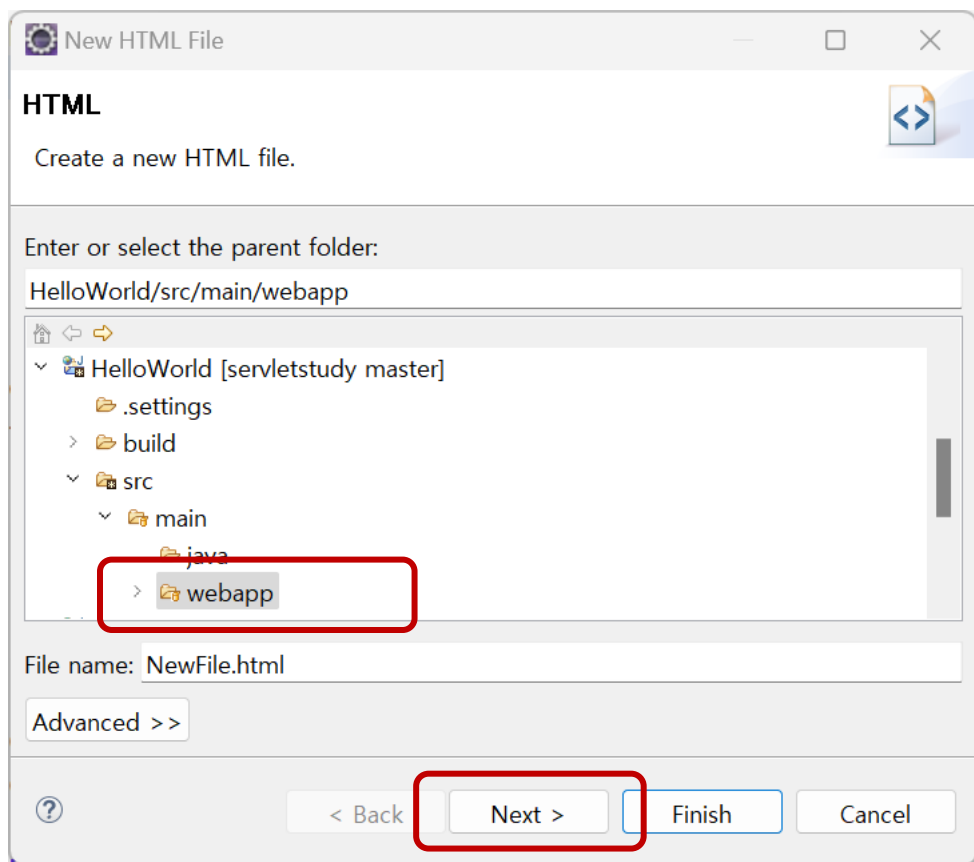 New HTML File
HTML
Create a new HTML file.
Enter or select the parent folder:
HelloWorld/src/main/webapp
HelloWorld [servletstudy master]
.settings
build
src
main
java
webapp
File name: NewFile.html
Advanced >>
< Back Next > Finish Cancel